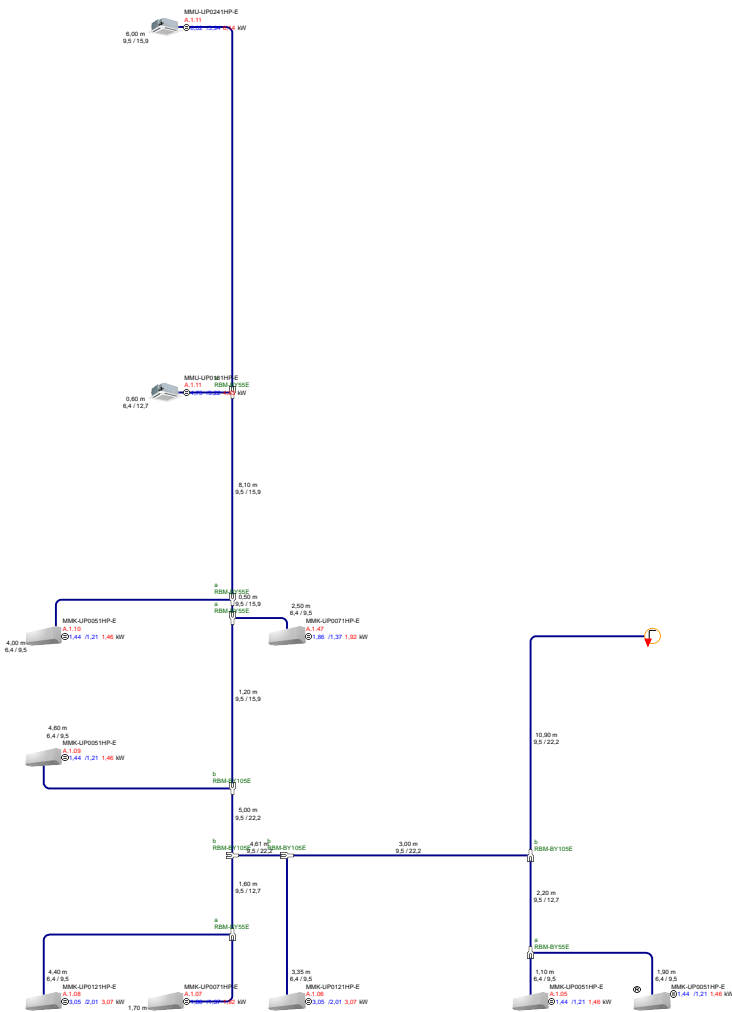 MMU-UP0241HP-E
A.1.11
kW
6,00 m
9,5 / 15,9
A.1.11
RBM-BY55E
kW
0,60 m
6,4 / 12,7
8,10 m
9,5 / 15,9
a
RBM-BY55E
0,50 m
9,5 / 15,9
a
RBM-BY55E
2,50 m
6,4 / 9,5
MMK-UP0051HP-E
A.1.10
1,44 /1,21 1,46 kW
4,00 m
6,4 / 9,5
MMK-UP0071HP-E
A.1.47
1,86 /1,37 1,92 kW
1,20 m
9,5 / 15,9
4,60 m
6,4 / 9,5
MMK-UP0051HP-E
A.1.09
1,44 /1,21 1,46 kW
10,90 m
9,5 / 22,2
b
RBM-BY105E
5,00 m
9,5 / 22,2
b
RBM-BY105E
4,61 m
9,5 / 22,2
b
RBM-BY105E
3,00 m
9,5 / 22,2
b
RBM-BY105E
1,60 m
9,5 / 12,7
2,20 m
9,5 / 12,7
a
RBM-BY55E
a
RBM-BY55E
4,40 m
6,4 / 9,5
3,35 m
6,4 / 9,5
1,10 m
6,4 / 9,5
1,90 m
6,4 / 9,5
MMK-UP0121HP-E
A.1.08
3,05 /2,01 3,07 kW
MMK-UP0071HP-E
A.1.07
kW
1,70 m
MMK-UP0121HP-E
A.1.06
3,05 /2,01 3,07 kW
MMK-UP0051HP-E
A.1.05
1,44 /1,21 1,46 kW
MMK-UP0051HP-E
1,44 /1,21 1,46 kW